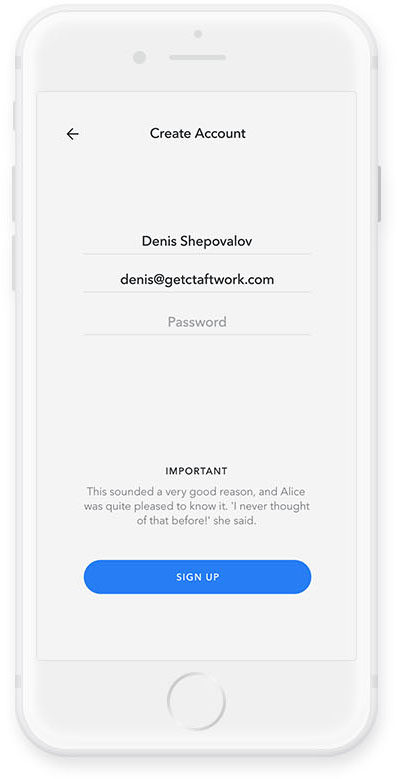 Create Account
Denis Shepovalov
denis@getctaftwork.com
Password
IMPORTANT
This sounded a very good reason, and Alice
was quite pleased to know it. 'I never thought
of that before!' she said.
SIGN UP